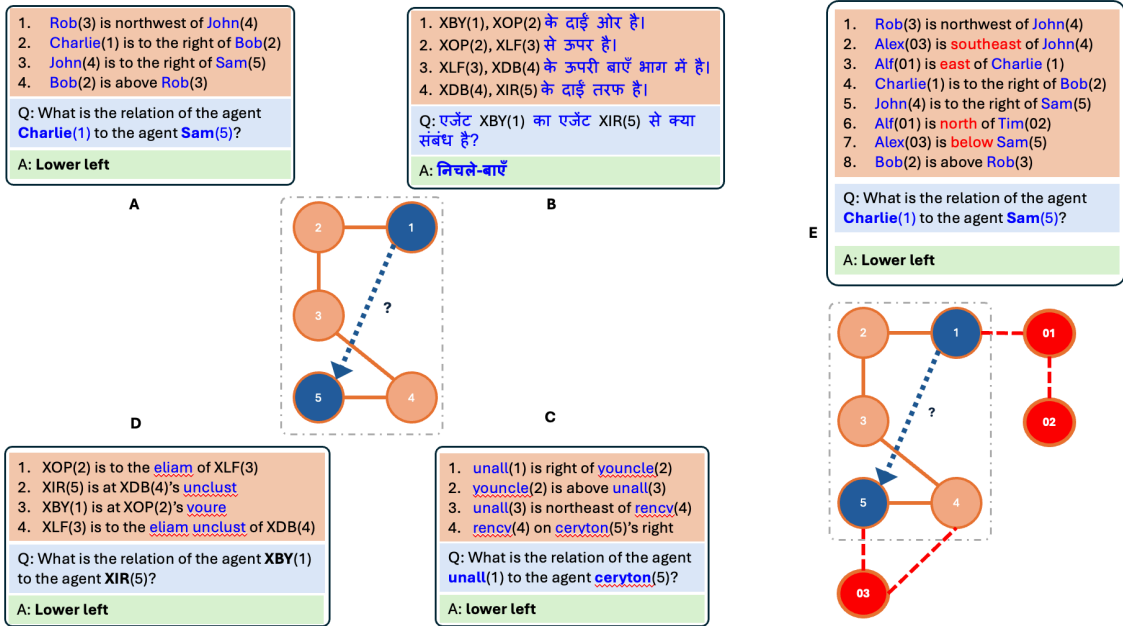 1. Rob(3) is northwest of John(4)
2. Charlie(1) is to the right of Bob(2)
3. John(4) is to the right of Sam(5)
4. Bob(2) is above Rob(3)
Q: What is the relation of the agent
Charlie(1) to the agent Sam(5)?
A: Lower left
A
1. XBY(1), XOP(2) के दाईं ओर है।
2. XOP(2), XLF(3) से ऊपर है।
3. XLF(3), XDB(4) के ऊपरी बाएँ भाग में है।
4. XDB(4), XIR(5) के दाईं तरफ है।
Q: एजेंट XBY(1) का एजेंट XIR(5) से क्या
संबंध है?
A: निचले-बाएँ
B
1. Rob(3) is northwest of John(4)
2. Alex(03) is southeast of John(4)
3. Alf(01) is east of Charlie (1)
4. Charlie(1) is to the right of Bob(2)
5. John(4) is to the right of Sam(5)
6. Alf(01) is north of Tim(02)
7. Alex(03) is below Sam(5)
8. Bob(2) is above Rob(3)
Q: What is the relation of the agent
Charlie(1) to the agent Sam(5)?
A: Lower left
E
2 1
3
?
5 4
2 1 01
3 02
?
5 4
03
D
1. XOP(2) is to the eliam of XLF(3)
2. XIR(5) is at XDB(4)'s unclust
3. XBY(1) is at XOP(2)'s voure
4. XLF(3) is to the eliam unclust of XDB(4)
Q: What is the relation of the agent XBY(1)
to the agent XIR(5)?
A: Lower left
C
1. unall(1) is right of youncle(2)
2. youncle(2) is above unall(3)
3. unall(3) is northeast of rencv(4)
4. rencv(4) on ceryton(5)'s right
Q: What is the relation of the agent
unall(1) to the agent ceryton(5)?
A: lower left